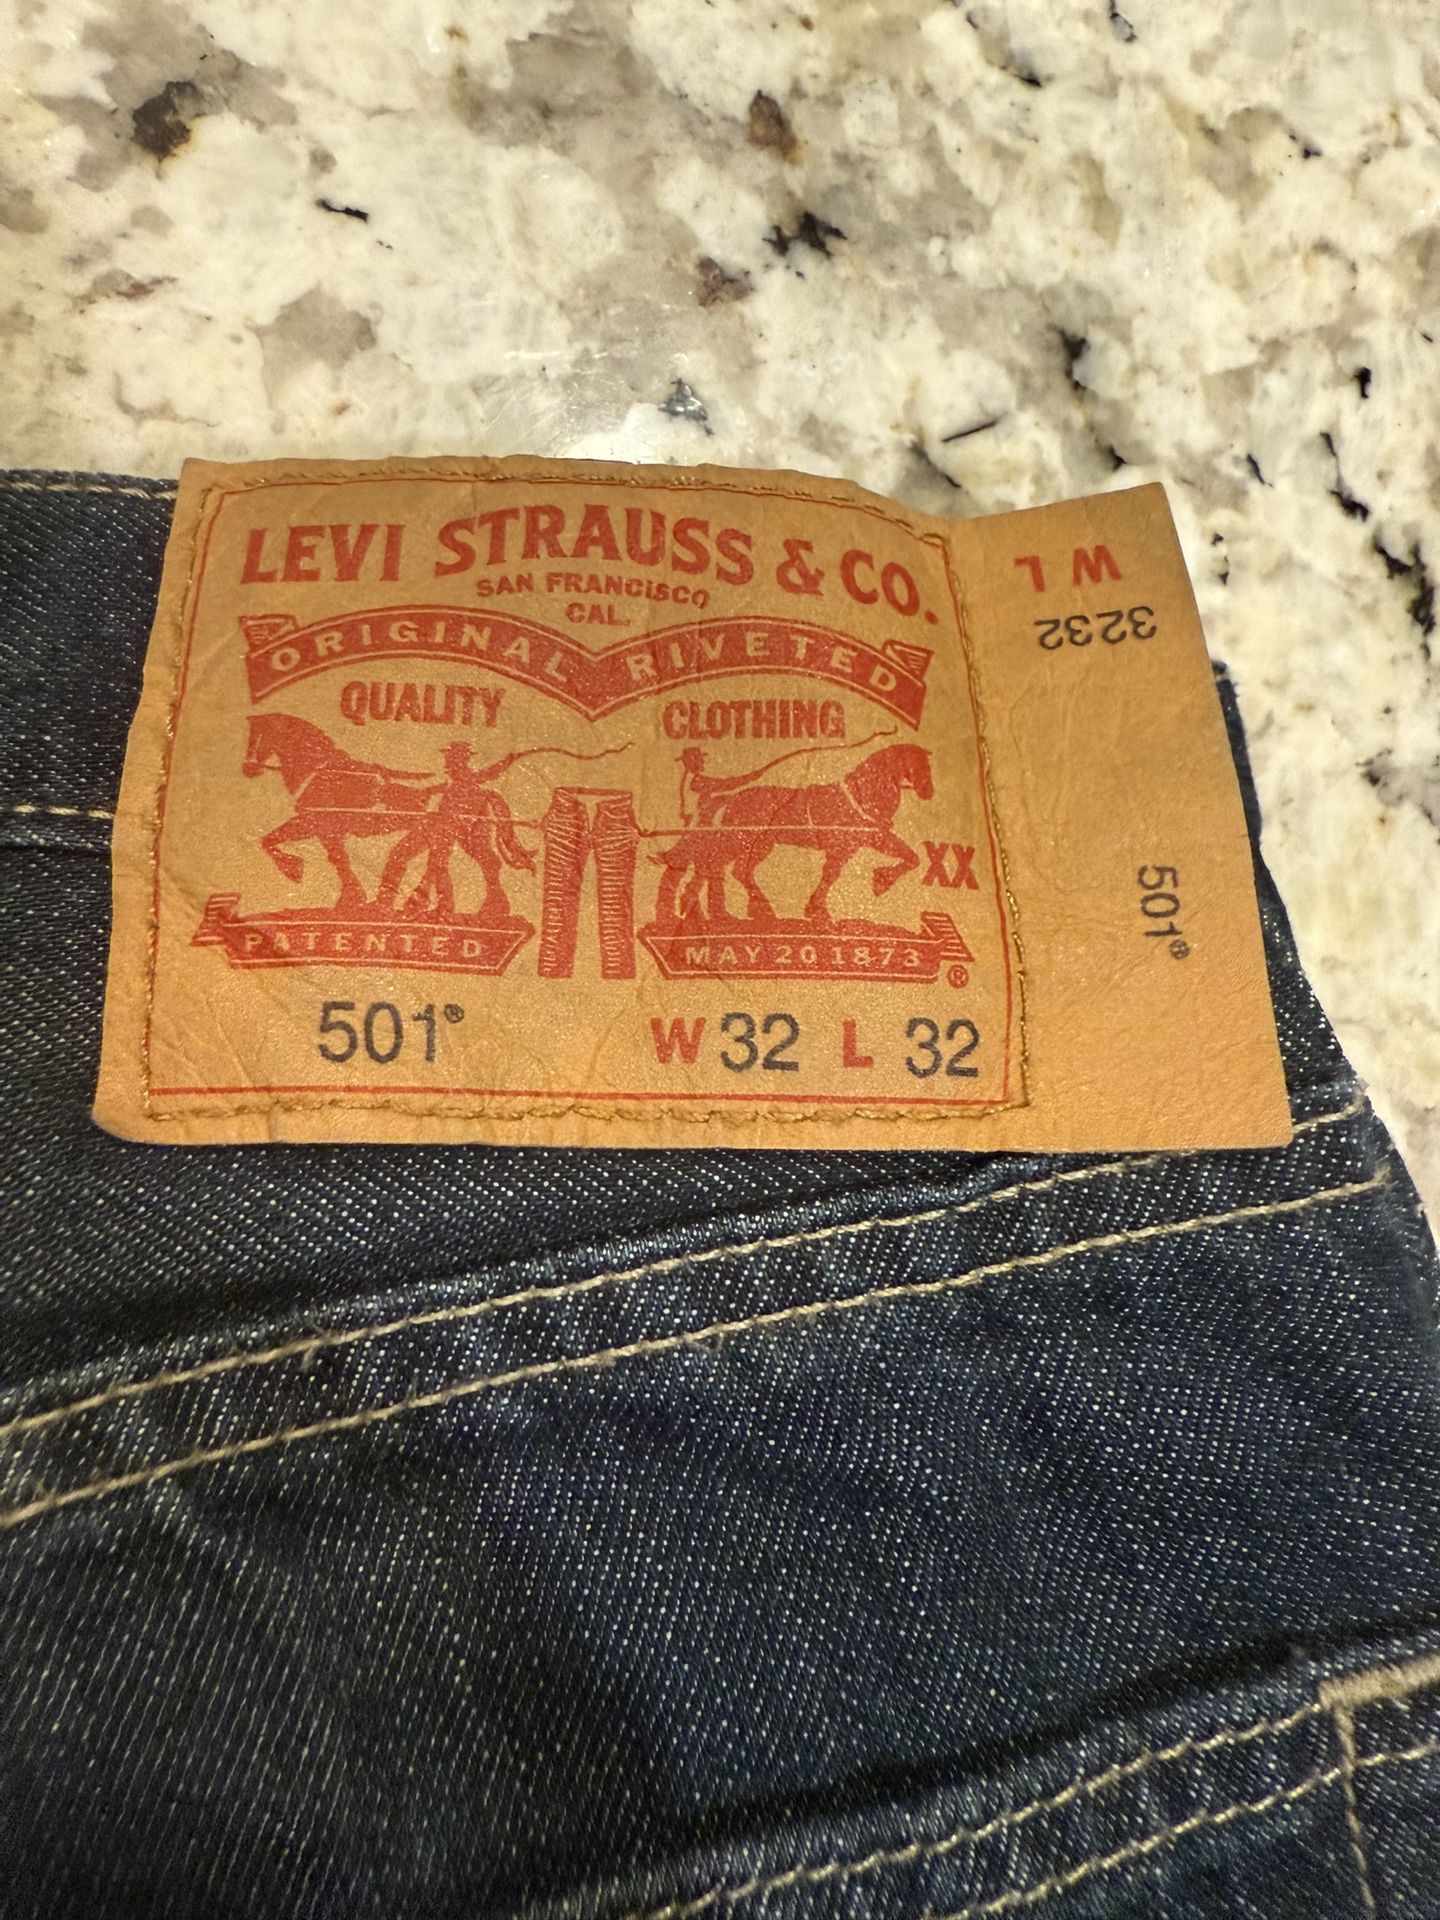 LEVI STRAUSS & CO.
SAN FRANCISCO
CAL.
ORIGINAL RIVETED
QUALITY CLOTHING
XX
PATENTED MAY 20 1873 ®
501® W 32 L 32
W L
3232
501®